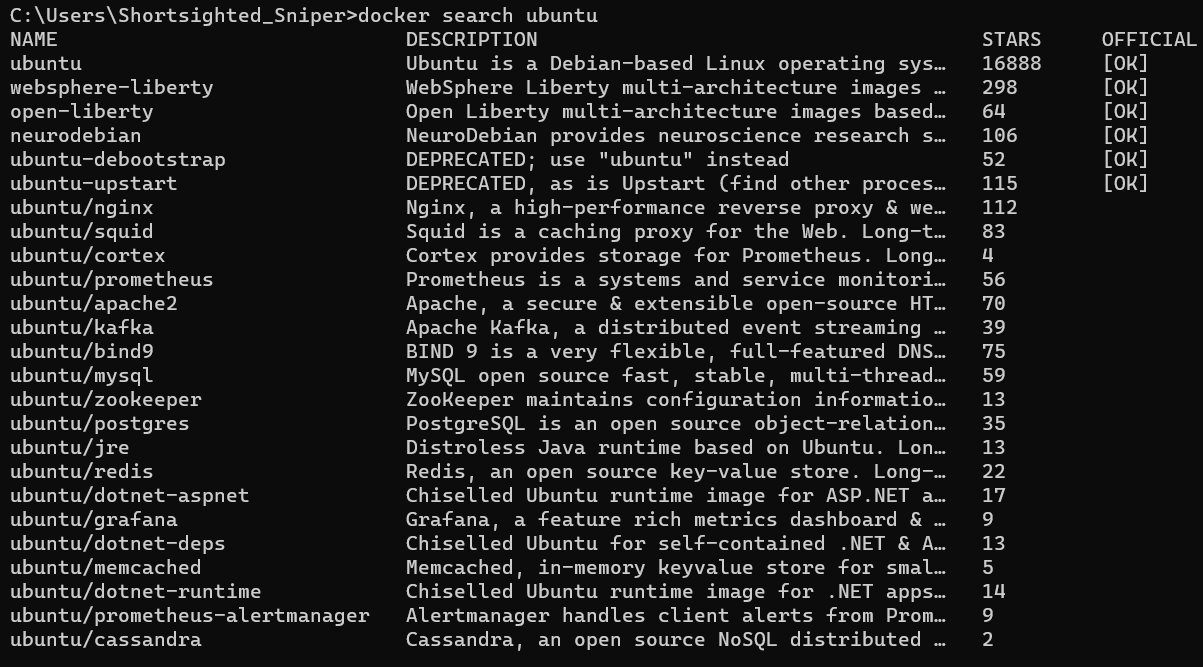 C:\Users\Shortsighted_Sniper>docker search ubuntu
NAME DESCRIPTION STARS OFFICIAL
ubuntu Ubuntu is a Debian-based Linux operating sys… 16888 [OK]
websphere-liberty WebSphere Liberty multi-architecture images … 298 [OK]
open-liberty Open Liberty multi-architecture images based… 64 [OK]
neurodebian NeuroDebian provides neuroscience research s… 106 [OK]
ubuntu-debootstrap DEPRECATED; use "ubuntu" instead 52 [OK]
ubuntu-upstart DEPRECATED, as is Upstart (find other proces… 115 [OK]
ubuntu/nginx Nginx, a high-performance reverse proxy & we… 112
ubuntu/squid Squid is a caching proxy for the Web. Long-t… 83
ubuntu/cortex Cortex provides storage for Prometheus. Long… 4
ubuntu/prometheus Prometheus is a systems and service monitori… 56
ubuntu/apache2 Apache, a secure & extensible open-source HT… 70
ubuntu/kafka Apache Kafka, a distributed event streaming … 39
ubuntu/bind9 BIND 9 is a very flexible, full-featured DNS… 75
ubuntu/mysql MySQL open source fast, stable, multi-thread… 59
ubuntu/zookeeper ZooKeeper maintains configuration informatio… 13
ubuntu/postgres PostgreSQL is an open source object-relation… 35
ubuntu/jre Distroless Java runtime based on Ubuntu. Lon… 13
ubuntu/redis Redis, an open source key-value store. Long-… 22
ubuntu/dotnet-aspnet Chiselled Ubuntu runtime image for ASP.NET a… 17
ubuntu/grafana Grafana, a feature rich metrics dashboard & … 9
ubuntu/dotnet-deps Chiselled Ubuntu for self-contained .NET & A… 13
ubuntu/memcached Memcached, in-memory keyvalue store for smal… 5
ubuntu/dotnet-runtime Chiselled Ubuntu runtime image for .NET apps… 14
ubuntu/prometheus-alertmanager Alertmanager handles client alerts from Prom… 9
ubuntu/cassandra Cassandra, an open source NoSQL distributed … 2